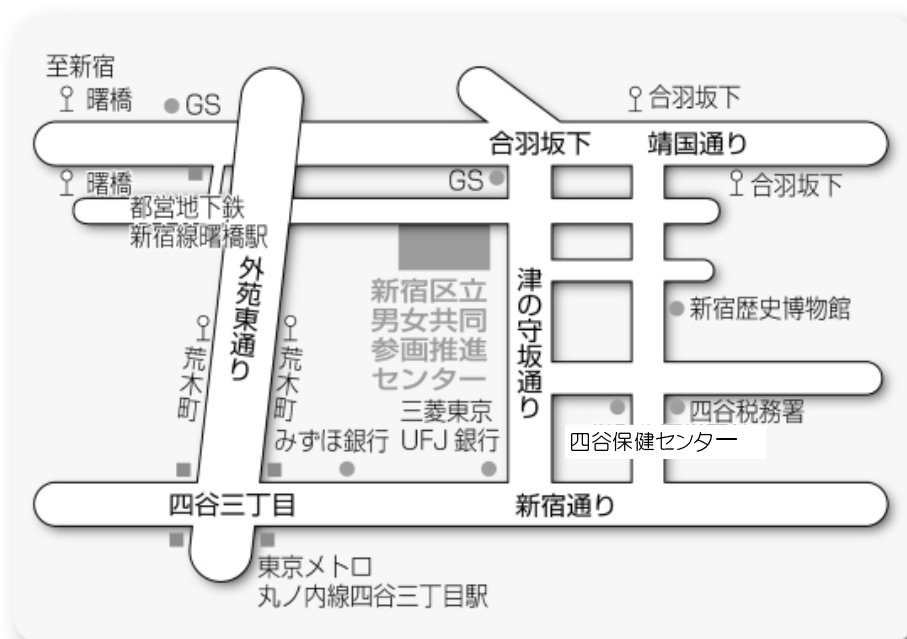 至新宿
曙橋
GS
合羽坂下
合羽坂下
靖国通り
曙橋
GS
合羽坂下
都営地下鉄
新宿線曙橋駅
外苑東通り
新宿区立
男女共同
参画推進
センター
津の守坂通り
新宿歴史博物館
荒木町
荒木町
三菱東京
UFJ 銀行
みずほ銀行
四谷税務署
四谷保健センター
四谷三丁目
新宿通り
東京メトロ
丸ノ内線四谷三丁目駅